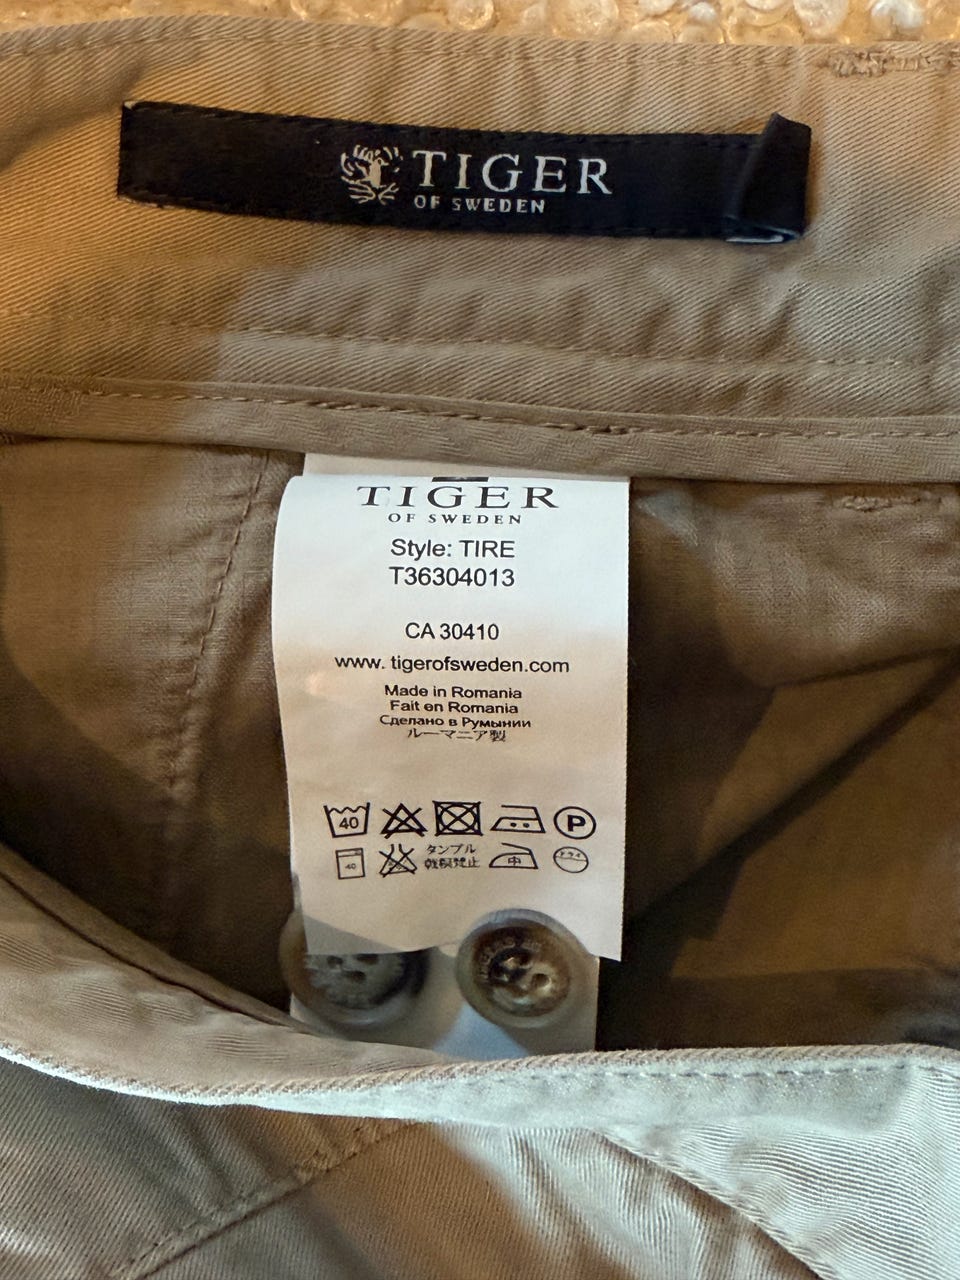 TIGER
OF SWEDEN
TIGER
OF SWEDEN
Style: TIRE
T36304013
CA 30410
www. tigerofsweden.com
Made in Romania
Fait en Romania
Сделано в Румынии
ルーマニア製
40
P
40
タンブル
乾燥禁止
中
ドライ